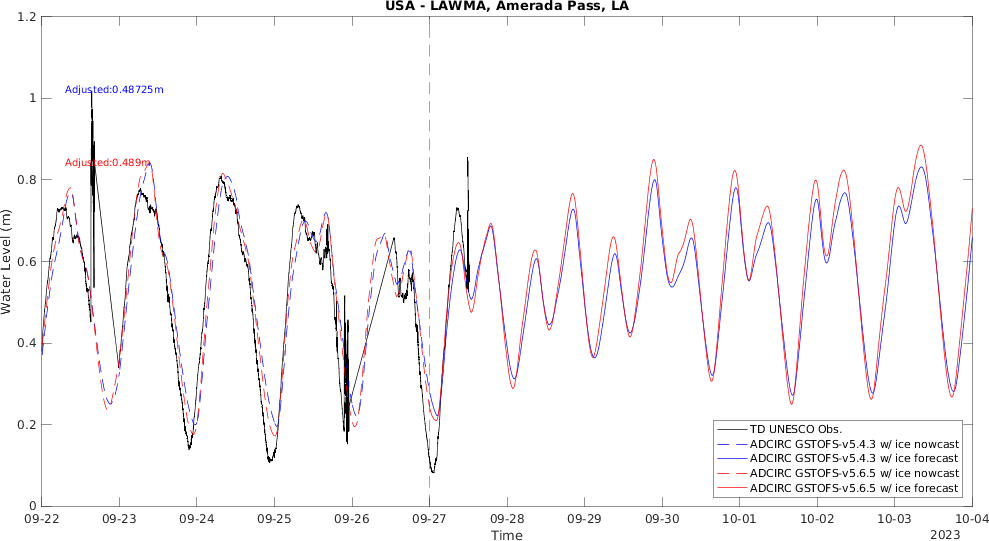 USA - LAWMA, Amerada Pass, LA
1.2
1
0.8
0.6
0.4
0.2
0
Water Level (m)
Adjusted:0.48725m
Adjusted:0.489m
TD UNESCO Obs.
ADCIRC GSTOFS-v5.4.3 w/ ice nowcast
ADCIRC GSTOFS-v5.4.3 w/ ice forecast
ADCIRC GSTOFS-v5.6.5 w/ ice nowcast
ADCIRC GSTOFS-v5.6.5 w/ ice forecast
09-22 09-23 09-24 09-25 09-26 09-27 09-28 09-29 09-30 10-01 10-02 10-03 10-04
Time
2023